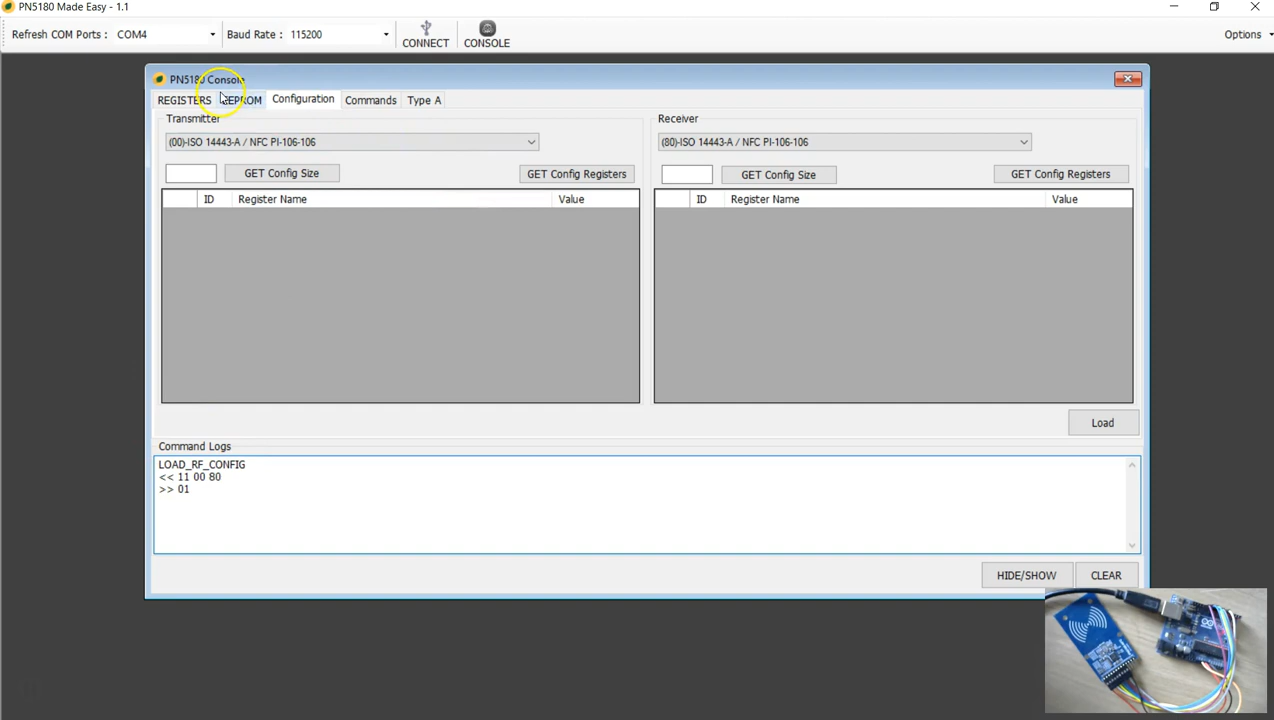 PN5180 Made Easy - 1.1
Refresh COM Ports : COM4 Baud Rate : 115200 CONNECT CONSOLE Options
PN5180 Console
REGISTERS EEPROM Configuration Commands Type A
Transmitter Receiver
(00)-ISO 14443-A / NFC PI-106-106 (80)-ISO 14443-A / NFC PI-106-106
GET Config Size GET Config Registers GET Config Size GET Config Registers
ID Register Name Value ID Register Name Value
Load
Command Logs
LOAD_RF_CONFIG
<< 11 00 80
>> 01
HIDE/SHOW CLEAR